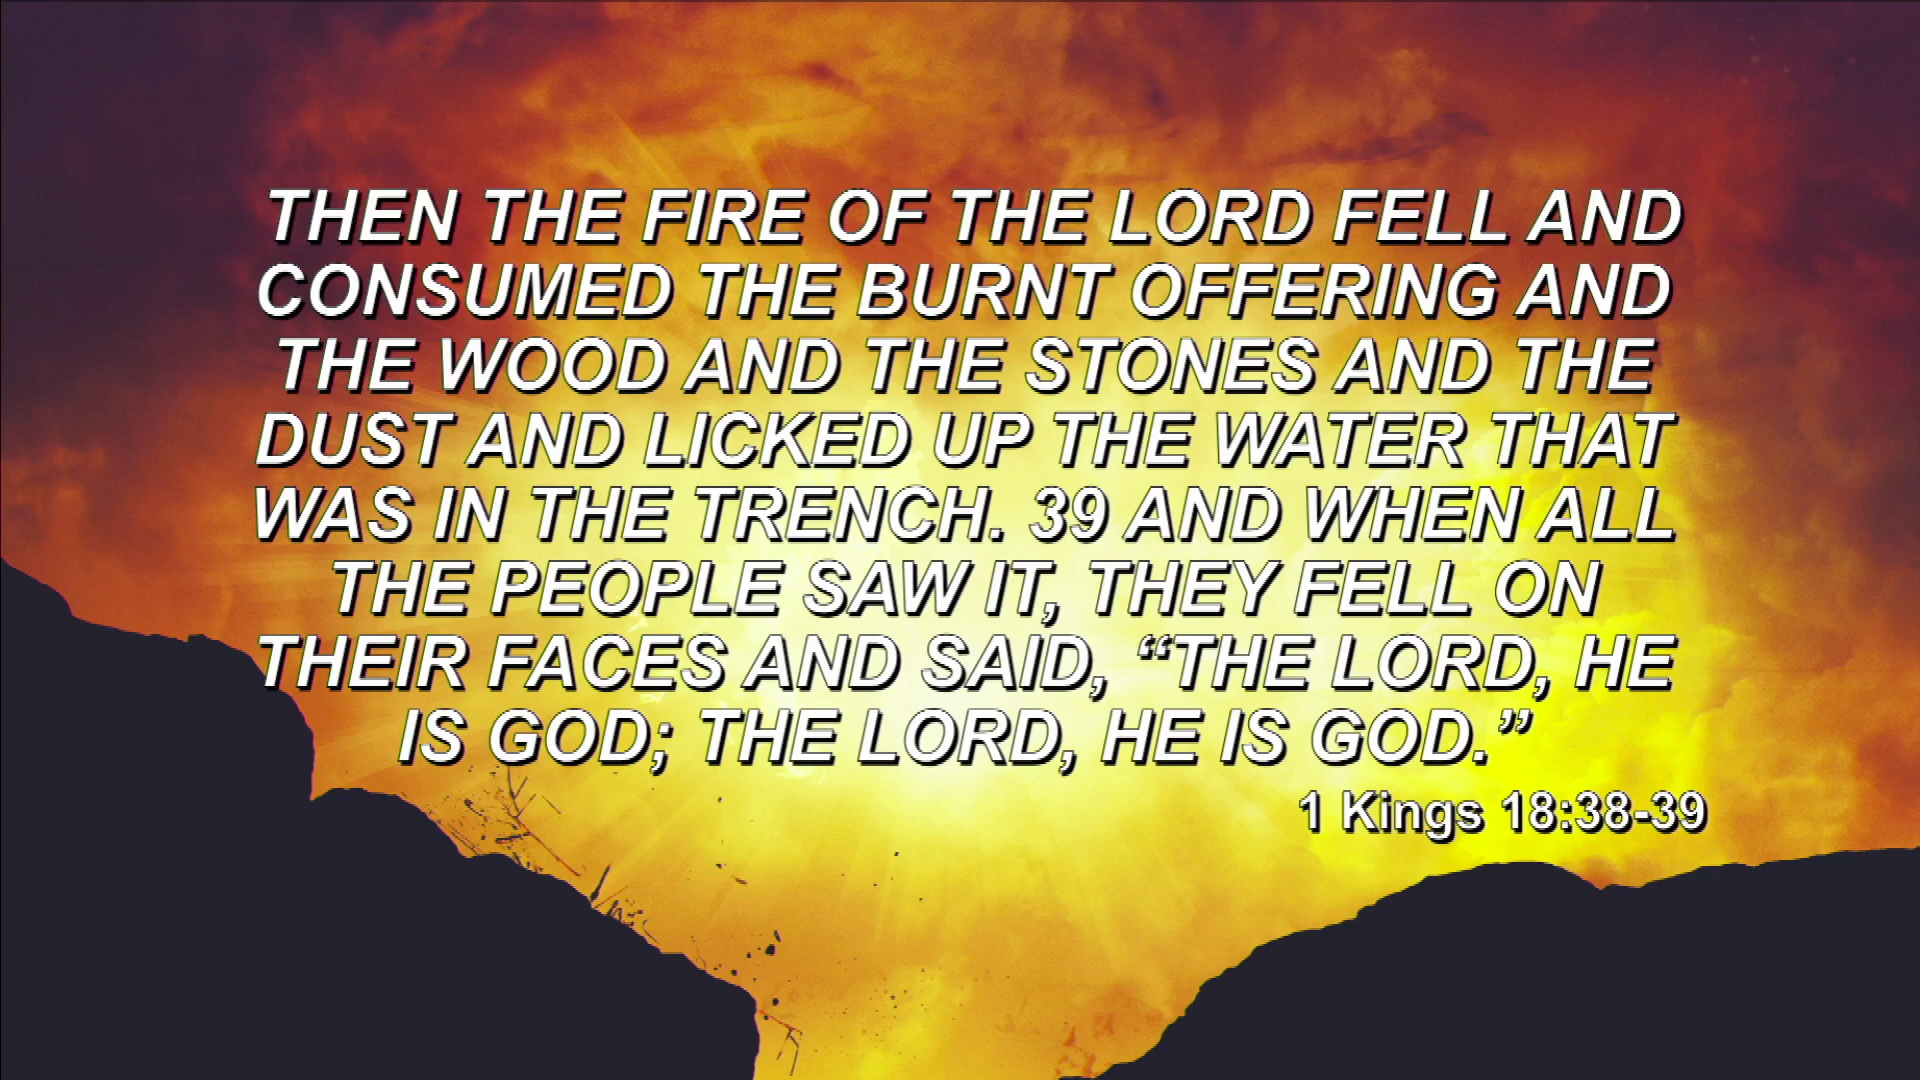 THEN THE FIRE OF THE LORD FELL AND
CONSUMED THE BURNT OFFERING AND
THE WOOD AND THE STONES AND THE
DUST AND LICKED UP THE WATER THAT
WAS IN THE TRENCH. 39 AND WHEN ALL
THE PEOPLE SAW IT, THEY FELL ON
THEIR FACES AND SAID, “THE LORD, HE
IS GOD; THE LORD, HE IS GOD.”
1 Kings 18:38-39